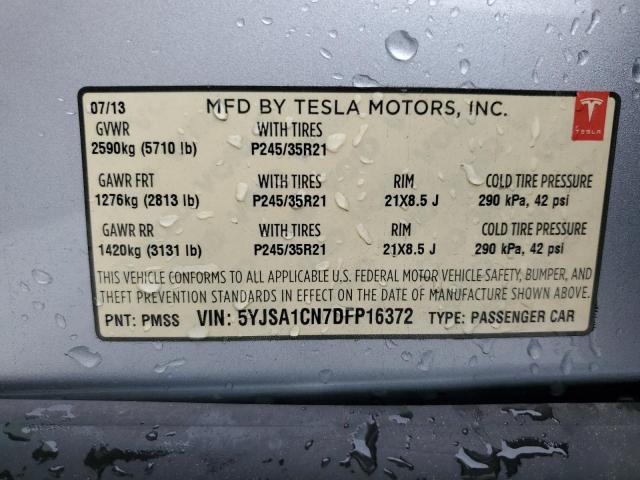 07/13 MFD BY TESLA MOTORS, INC.
TESLA
GVWR WITH TIRES
2590kg (5710 lb) P245/35R21
GAWR FRT WITH TIRES RIM COLD TIRE PRESSURE
1276kg (2813 lb) P245/35R21 21X8.5 J 290 kPa, 42 psi
GAWR RR WITH TIRES RIM COLD TIRE PRESSURE
1420kg (3131 lb) P245/35R21 21X8.5 J 290 kPa, 42 psi
THIS VEHICLE CONFORMS TO ALL APPLICABLE U.S. FEDERAL MOTOR VEHICLE SAFETY, BUMPER, AND
THEFT PREVENTION STANDARDS IN EFFECT ON THE DATE OF MANUFACTURE SHOWN ABOVE.
PNT: PMSS VIN: 5YJSA1CN7DFP16372 TYPE: PASSENGER CAR